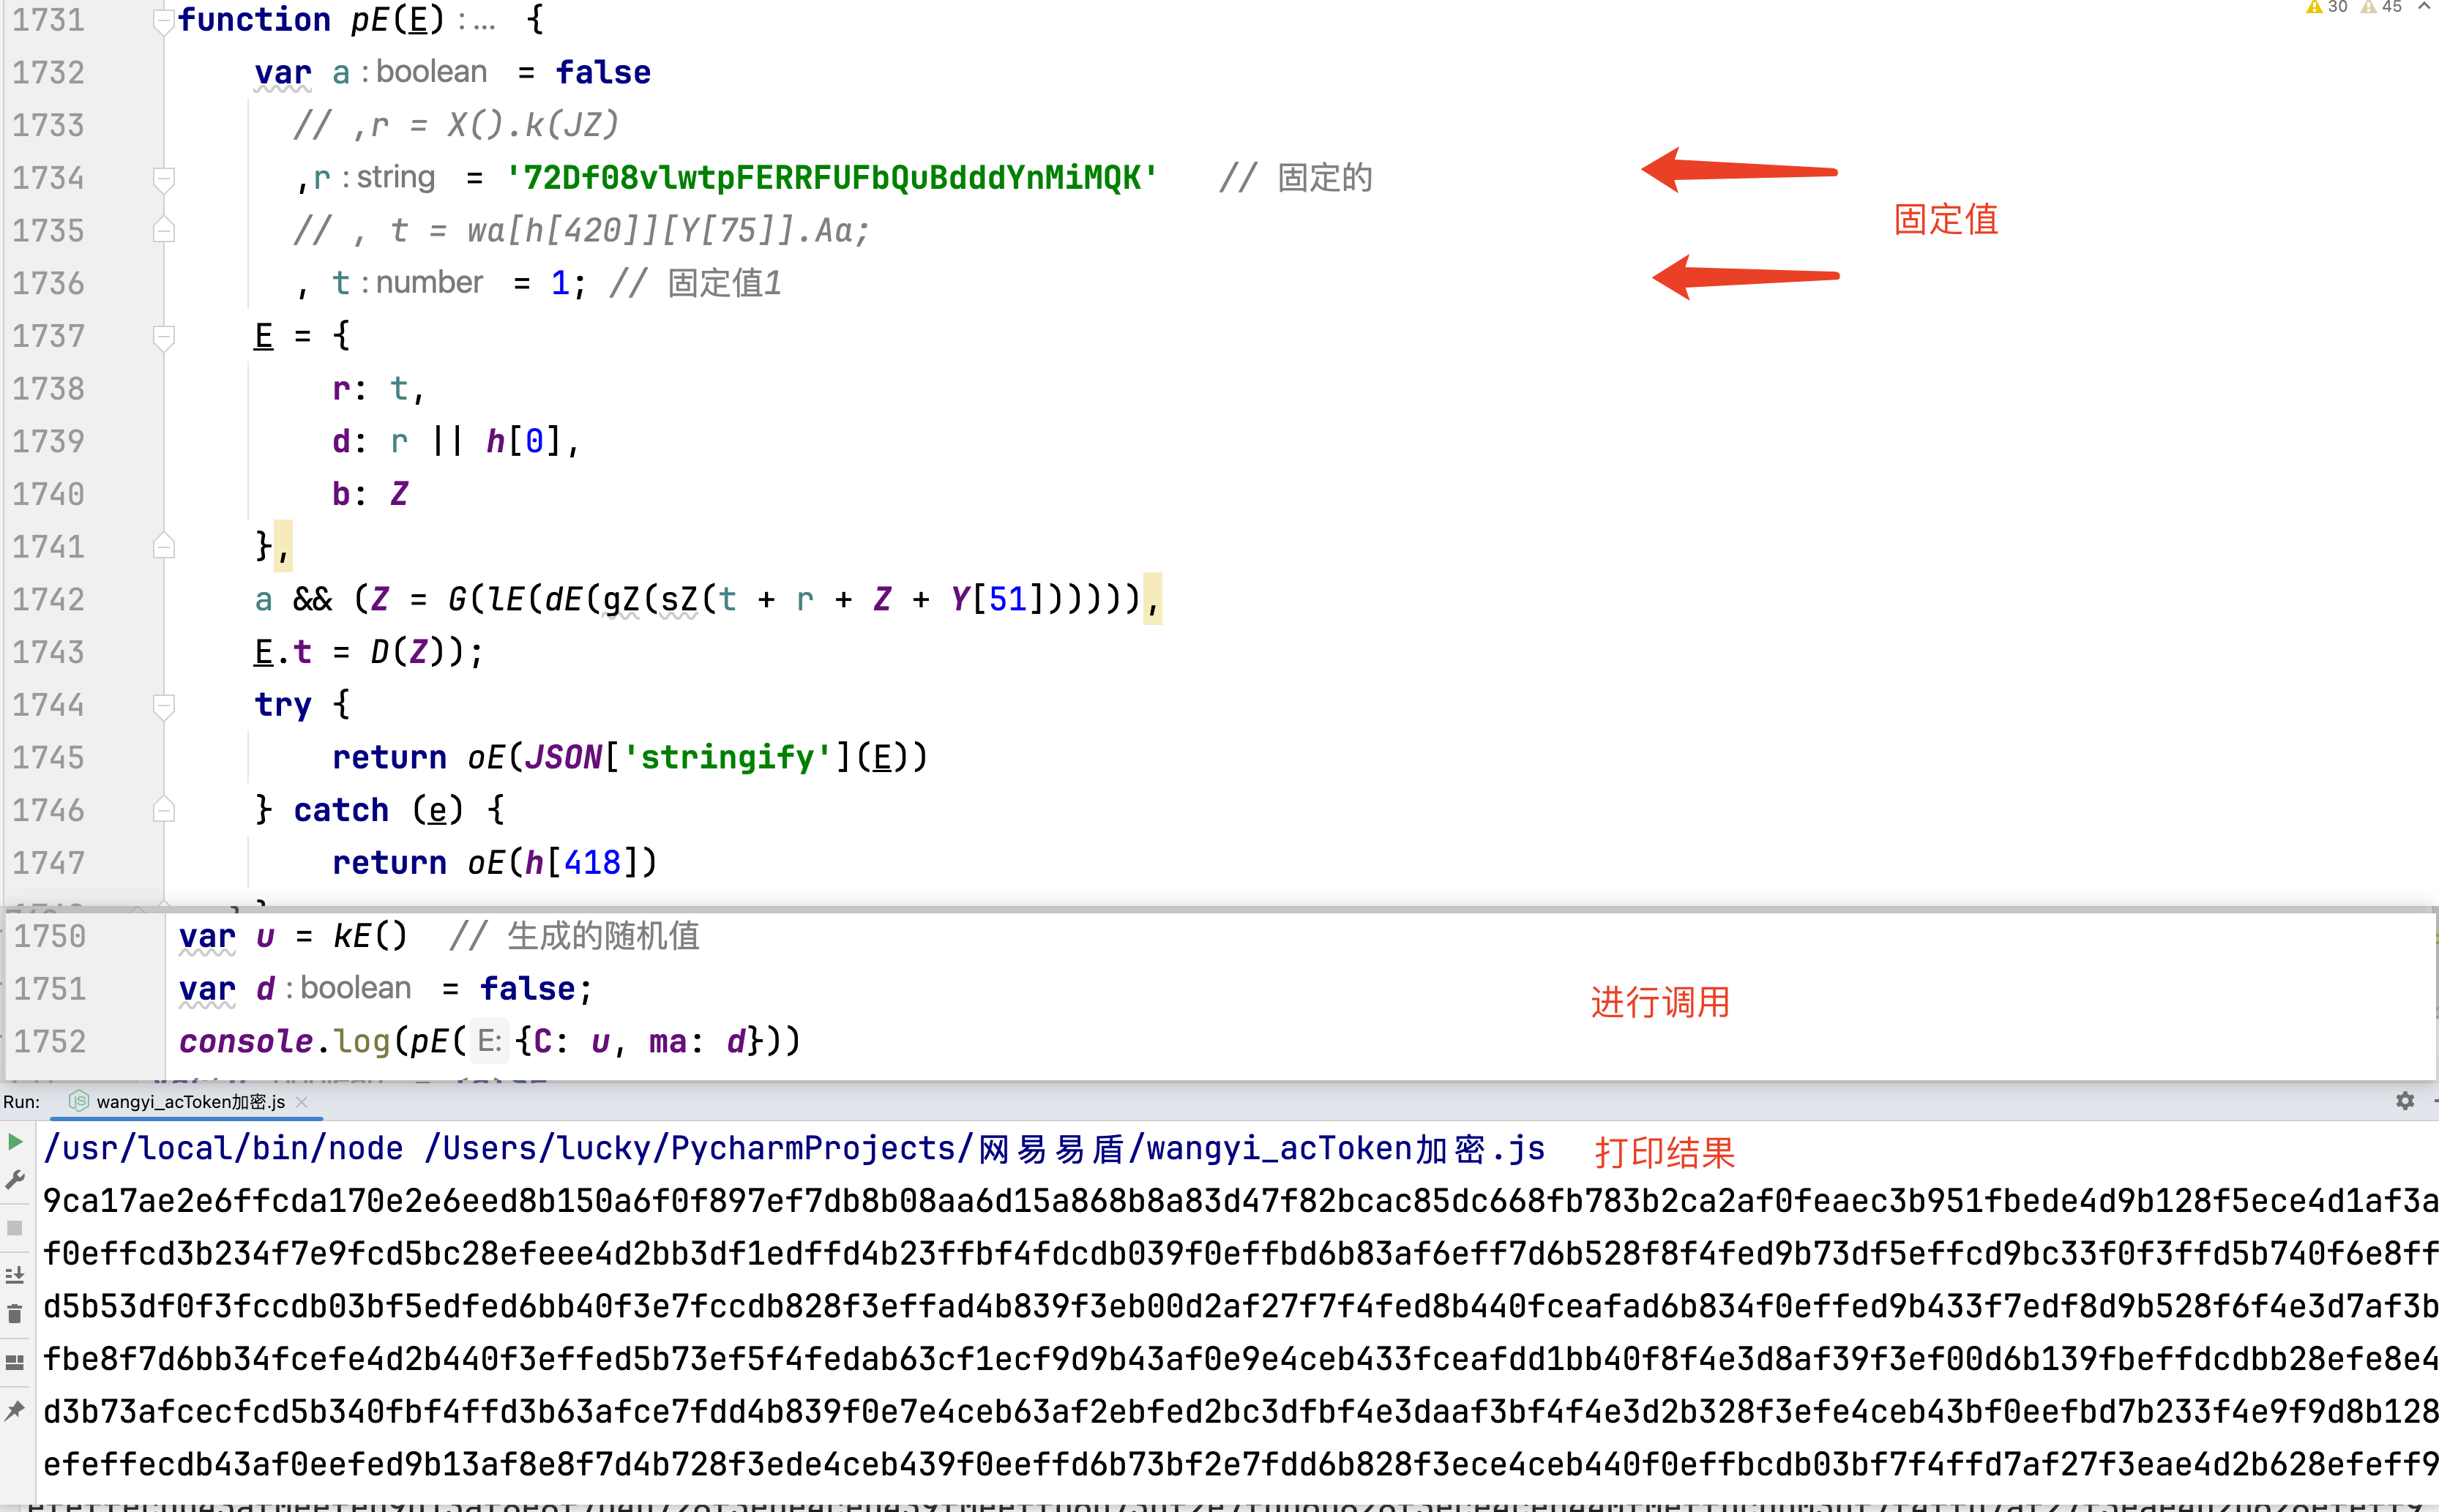 1731 function pE(E) :... {
30 45
1732 var a :boolean = false
1733 // ,r = X().k(JZ)
1734 ,r :string = '72Df08vlwtpFERRFUFbQuBdddYnMiMQK' // 固定的
固定值
1735 // , t = wa[h[420]][Y[75]].Aa;
1736 , t :number = 1; // 固定值1
1737 E = {
1738 r: t,
1739 d: r || h[0],
1740 b: Z
1741 },
1742 a && (Z = G(lE(dE(gZ(sZ(t + r + Z + Y[51]))))),
1743 E.t = D(Z));
1744 try {
1745 return oE(JSON['stringify'](E))
1746 } catch (e) {
1747 return oE(h[418])
1750 var u = kE() // 生成的随机值
1751 var d :boolean = false;
进行调用
1752 console.log(pE( E: {C: u, ma: d}))
Run: wangyi_acToken加密.js
/usr/local/bin/node /Users/lucky/PycharmProjects/网易易盾/wangyi_acToken加密.js 打印结果
9ca17ae2e6ffcda170e2e6eed8b150a6f0f897ef7db8b08aa6d15a868b8a83d47f82bcac85dc668fb783b2ca2af0feaec3b951fbede4d9b128f5ece4d1af3a
f0effcd3b234f7e9fcd5bc28efeee4d2bb3df1edffd4b23ffbf4fdcdb039f0effbd6b83af6eff7d6b528f8f4fed9b73df5effcd9bc33f0f3ffd5b740f6e8ff
d5b53df0f3fccdb03bf5edfed6bb40f3e7fccdb828f3effad4b839f3eb00d2af27f7f4fed8b440fceafad6b834f0effed9b433f7edf8d9b528f6f4e3d7af3b
fbe8f7d6bb34fcefe4d2b440f3effed5b73ef5f4fedab63cf1ecf9d9b43af0e9e4ceb433fceafdd1bb40f8f4e3d8af39f3ef00d6b139fbeffdcdbb28efe8e4
d3b73afcecfcd5b340fbf4ffd3b63afce7fdd4b839f0e7e4ceb63af2ebfed2bc3dfbf4e3daaf3bf4f4e3d2b328f3efe4ceb43bf0eefbd7b233f4e9f9d8b128
efeffecdb43af0eefed9b13af8e8f7d4b728f3ede4ceb439f0eeffd6b73bf2e7fdd6b828f3ece4ceb440f0effbcdb03bf7f4ffd7af27f3eae4d2b628efeff9